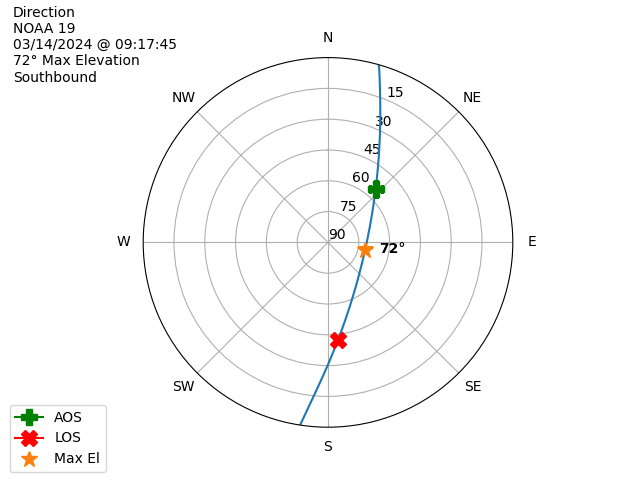 Direction
NOAA 19
03/14/2024 @ 09:17:45
72° Max Elevation
Southbound
N
NW
NE
15
30
45
60
75
90
W
E
72°
SW
SE
S
AOS
LOS
Max El